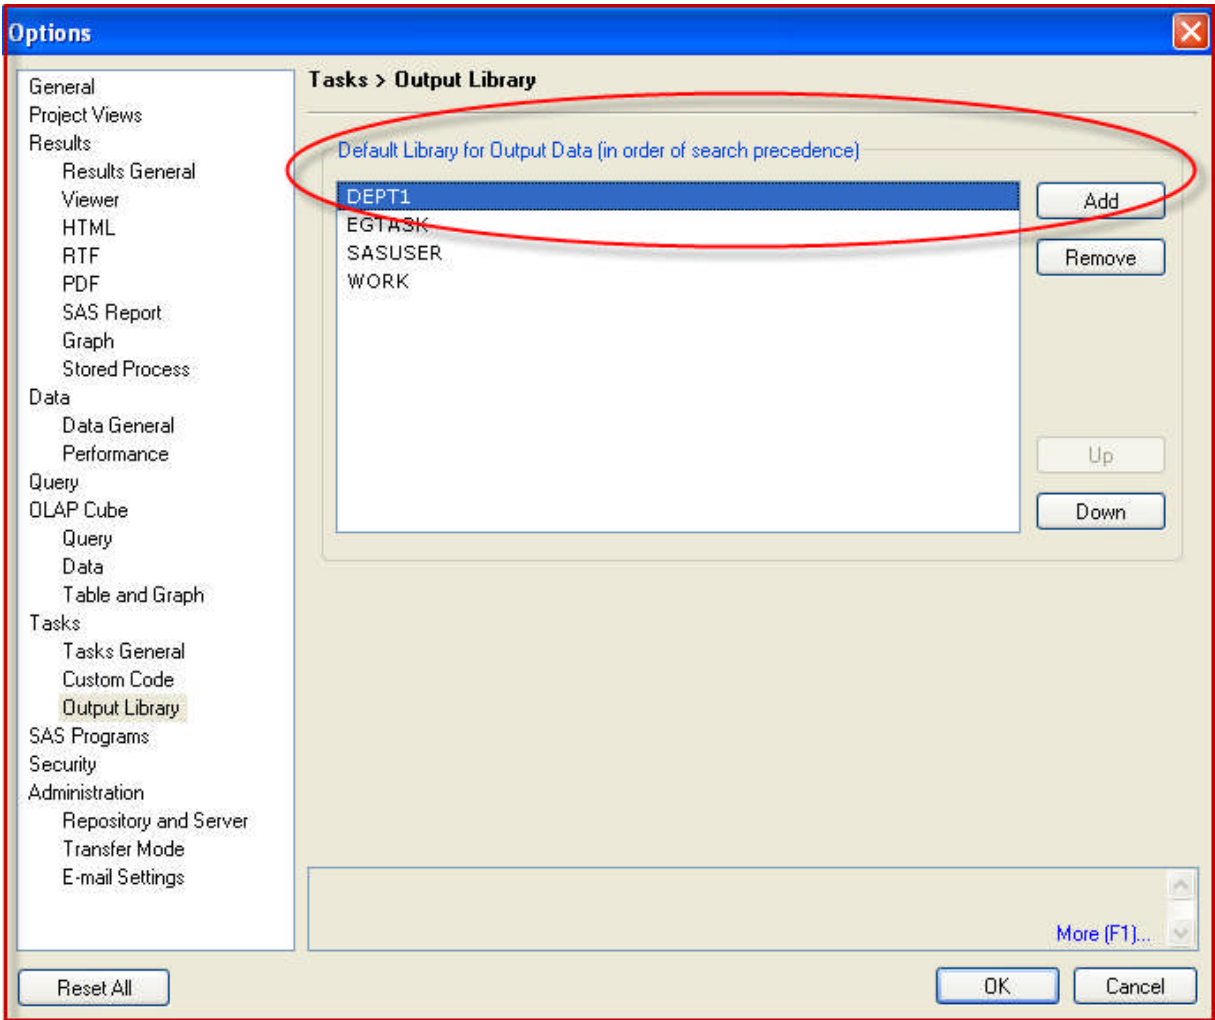 Options
General
Project Views
Results
Results General
Viewer
HTML
RTF
PDF
SAS Report
Graph
Stored Process
Data
Data General
Performance
Query
OLAP Cube
Query
Data
Table and Graph
Tasks
Tasks General
Custom Code
Output Library
SAS Programs
Security
Administration
Repository and Server
Transfer Mode
E-mail Settings
Tasks > Output Library
Default Library for Output Data (in order of search precedence)
DEPT1
EGTASK
SASUSER
WORK
Add
Remove
Up
Down
More (F1)...
Reset All
OK
Cancel